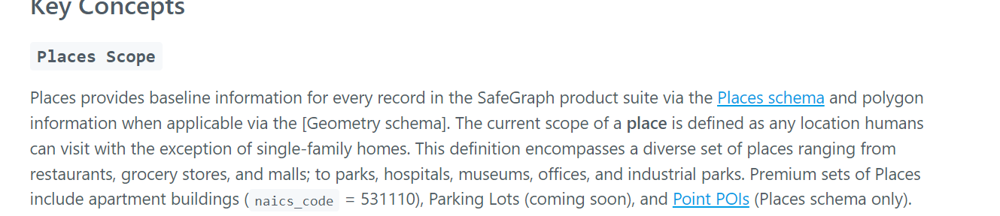 Key Concepts
Places Scope
Places provides baseline information for every record in the SafeGraph product suite via the Places schema and polygon
information when applicable via the [Geometry schema]. The current scope of a place is defined as any location humans
can visit with the exception of single-family homes. This definition encompasses a diverse set of places ranging from
restaurants, grocery stores, and malls; to parks, hospitals, museums, offices, and industrial parks. Premium sets of Places
include apartment buildings ( naics_code = 531110), Parking Lots (coming soon), and Point POIs (Places schema only).